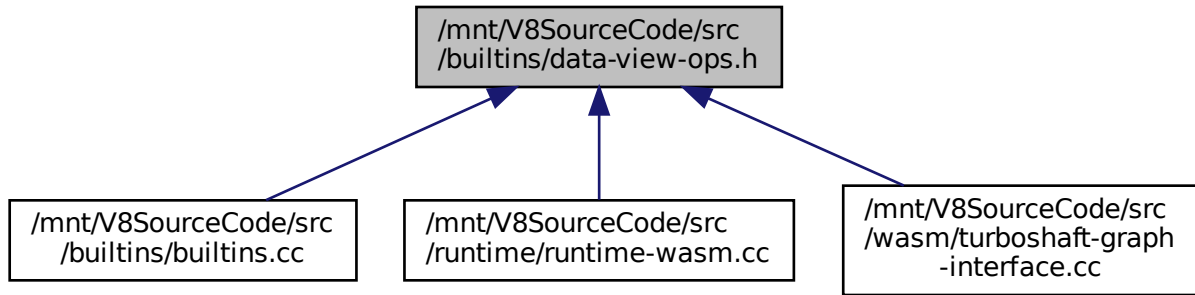 /mnt/V8SourceCode/src
/builtins/data-view-ops.h
/mnt/V8SourceCode/src
/builtins/builtins.cc
/mnt/V8SourceCode/src
/runtime/runtime-wasm.cc
/mnt/V8SourceCode/src
/wasm/turboshaft-graph
-interface.cc